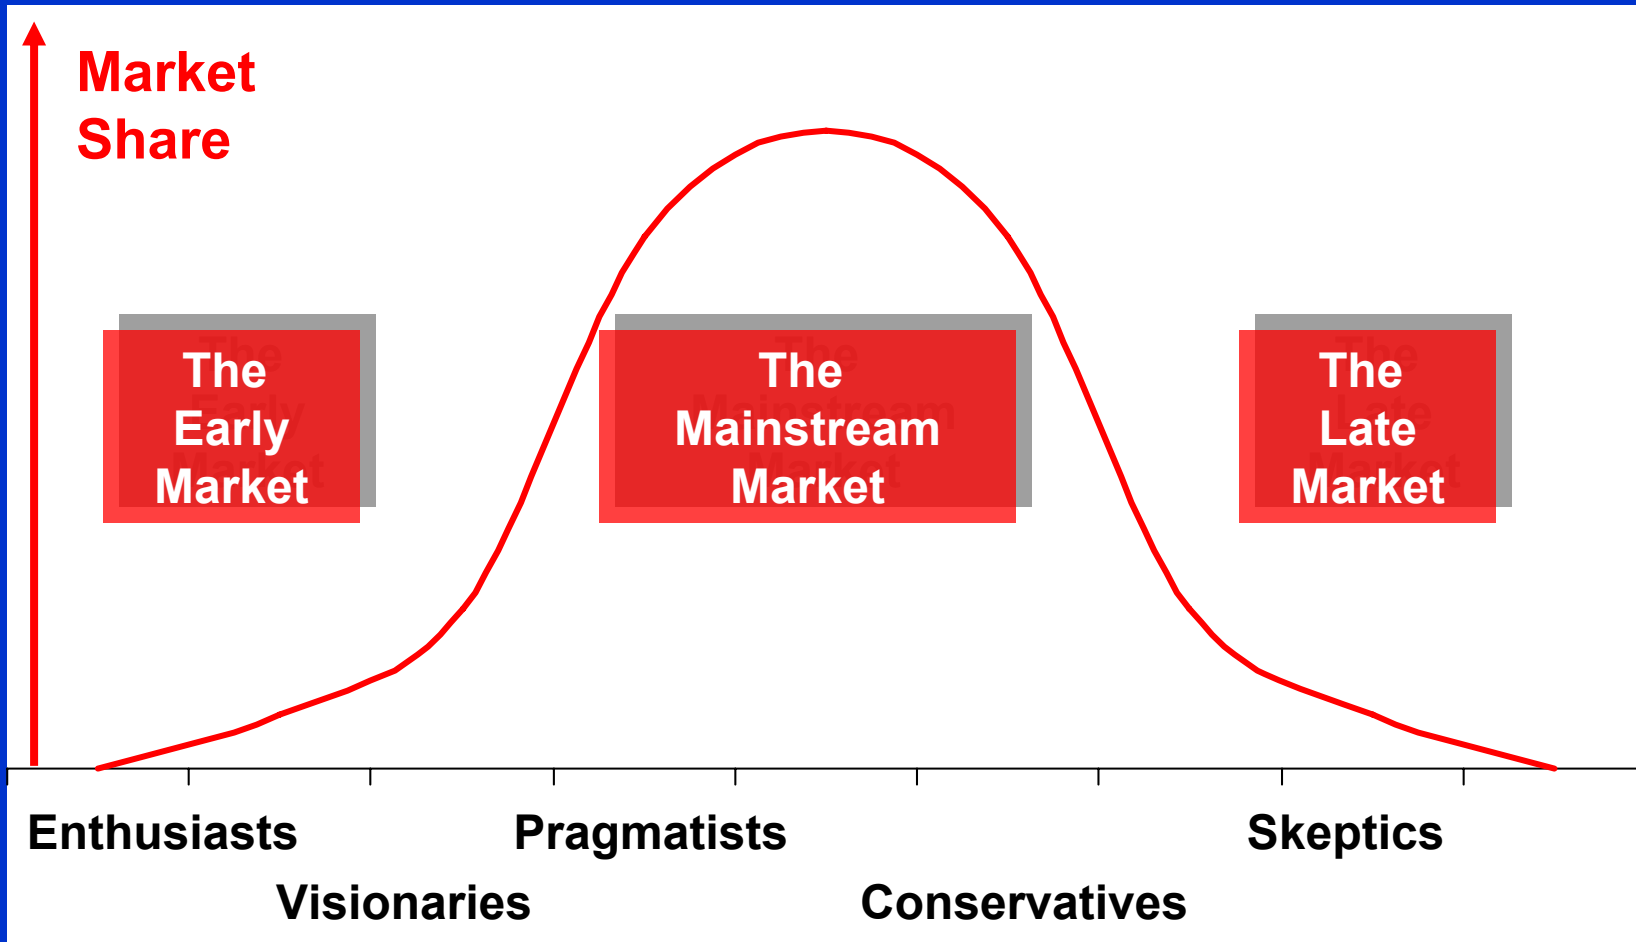 Market
Share
The
Early
Market
The
Mainstream
Market
The
Late
Market
Enthusiasts
Visionaries
Pragmatists
Conservatives
Skeptics